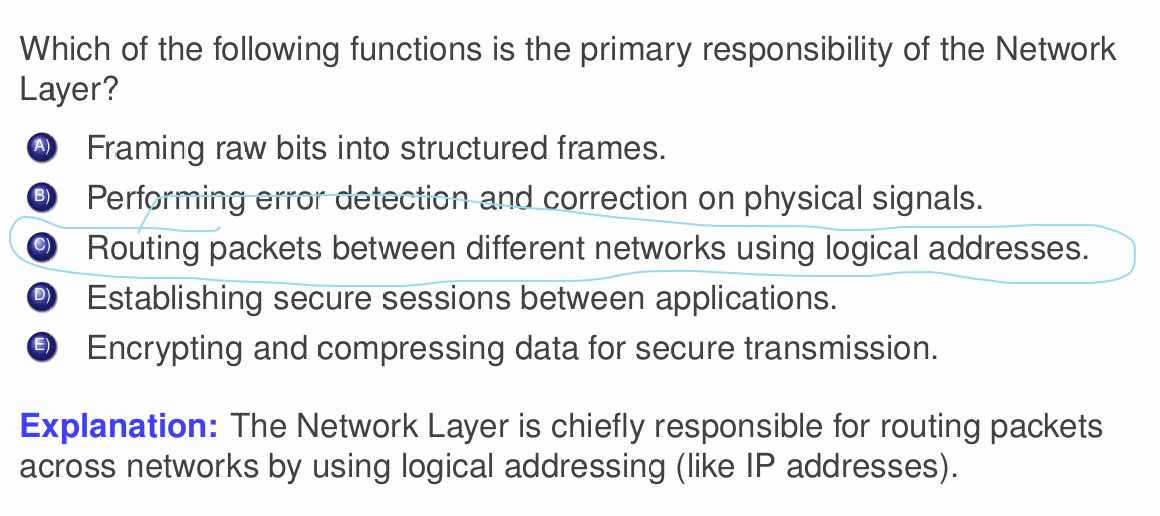 Which of the following functions is the primary responsibility of the Network
Layer?
A) Framing raw bits into structured frames.
B) Performing error detection and correction on physical signals.
C) Routing packets between different networks using logical addresses.
D) Establishing secure sessions between applications.
E) Encrypting and compressing data for secure transmission.
Explanation: The Network Layer is chiefly responsible for routing packets
across networks by using logical addressing (like IP addresses).